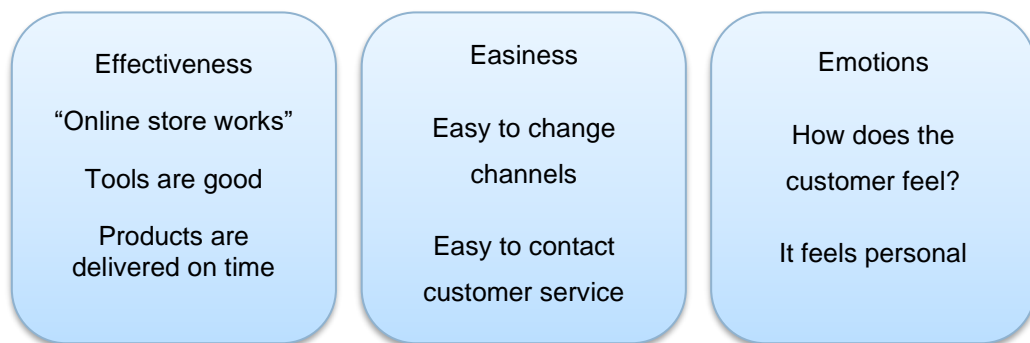 Effectiveness
“Online store works”
Tools are good
Products are
delivered on time
Easiness
Easy to change
channels
Easy to contact
customer service
Emotions
How does the
customer feel?
It feels personal